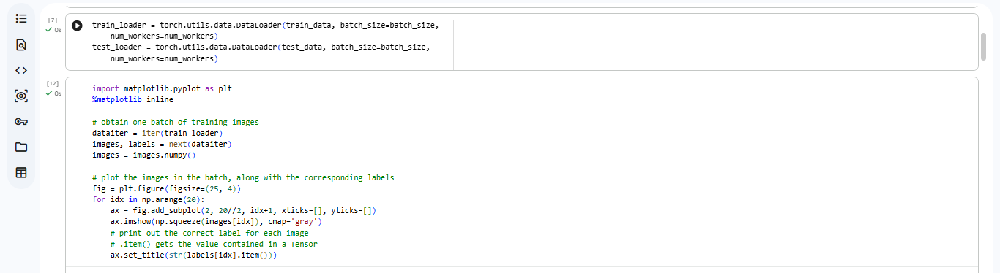 [7]
0s
train_loader = torch.utils.data.DataLoader(train_data, batch_size=batch_size,
    num_workers=num_workers)
test_loader = torch.utils.data.DataLoader(test_data, batch_size=batch_size,
    num_workers=num_workers)
[12]
0s
import matplotlib.pyplot as plt
%matplotlib inline

# obtain one batch of training images
dataiter = iter(train_loader)
images, labels = next(dataiter)
images = images.numpy()

# plot the images in the batch, along with the corresponding labels
fig = plt.figure(figsize=(25, 4))
for idx in np.arange(20):
    ax = fig.add_subplot(2, 20//2, idx+1, xticks=[], yticks=[])
    ax.imshow(np.squeeze(images[idx]), cmap='gray')
    # print out the correct label for each image
    # .item() gets the value contained in a Tensor
    ax.set_title(str(labels[idx].item()))